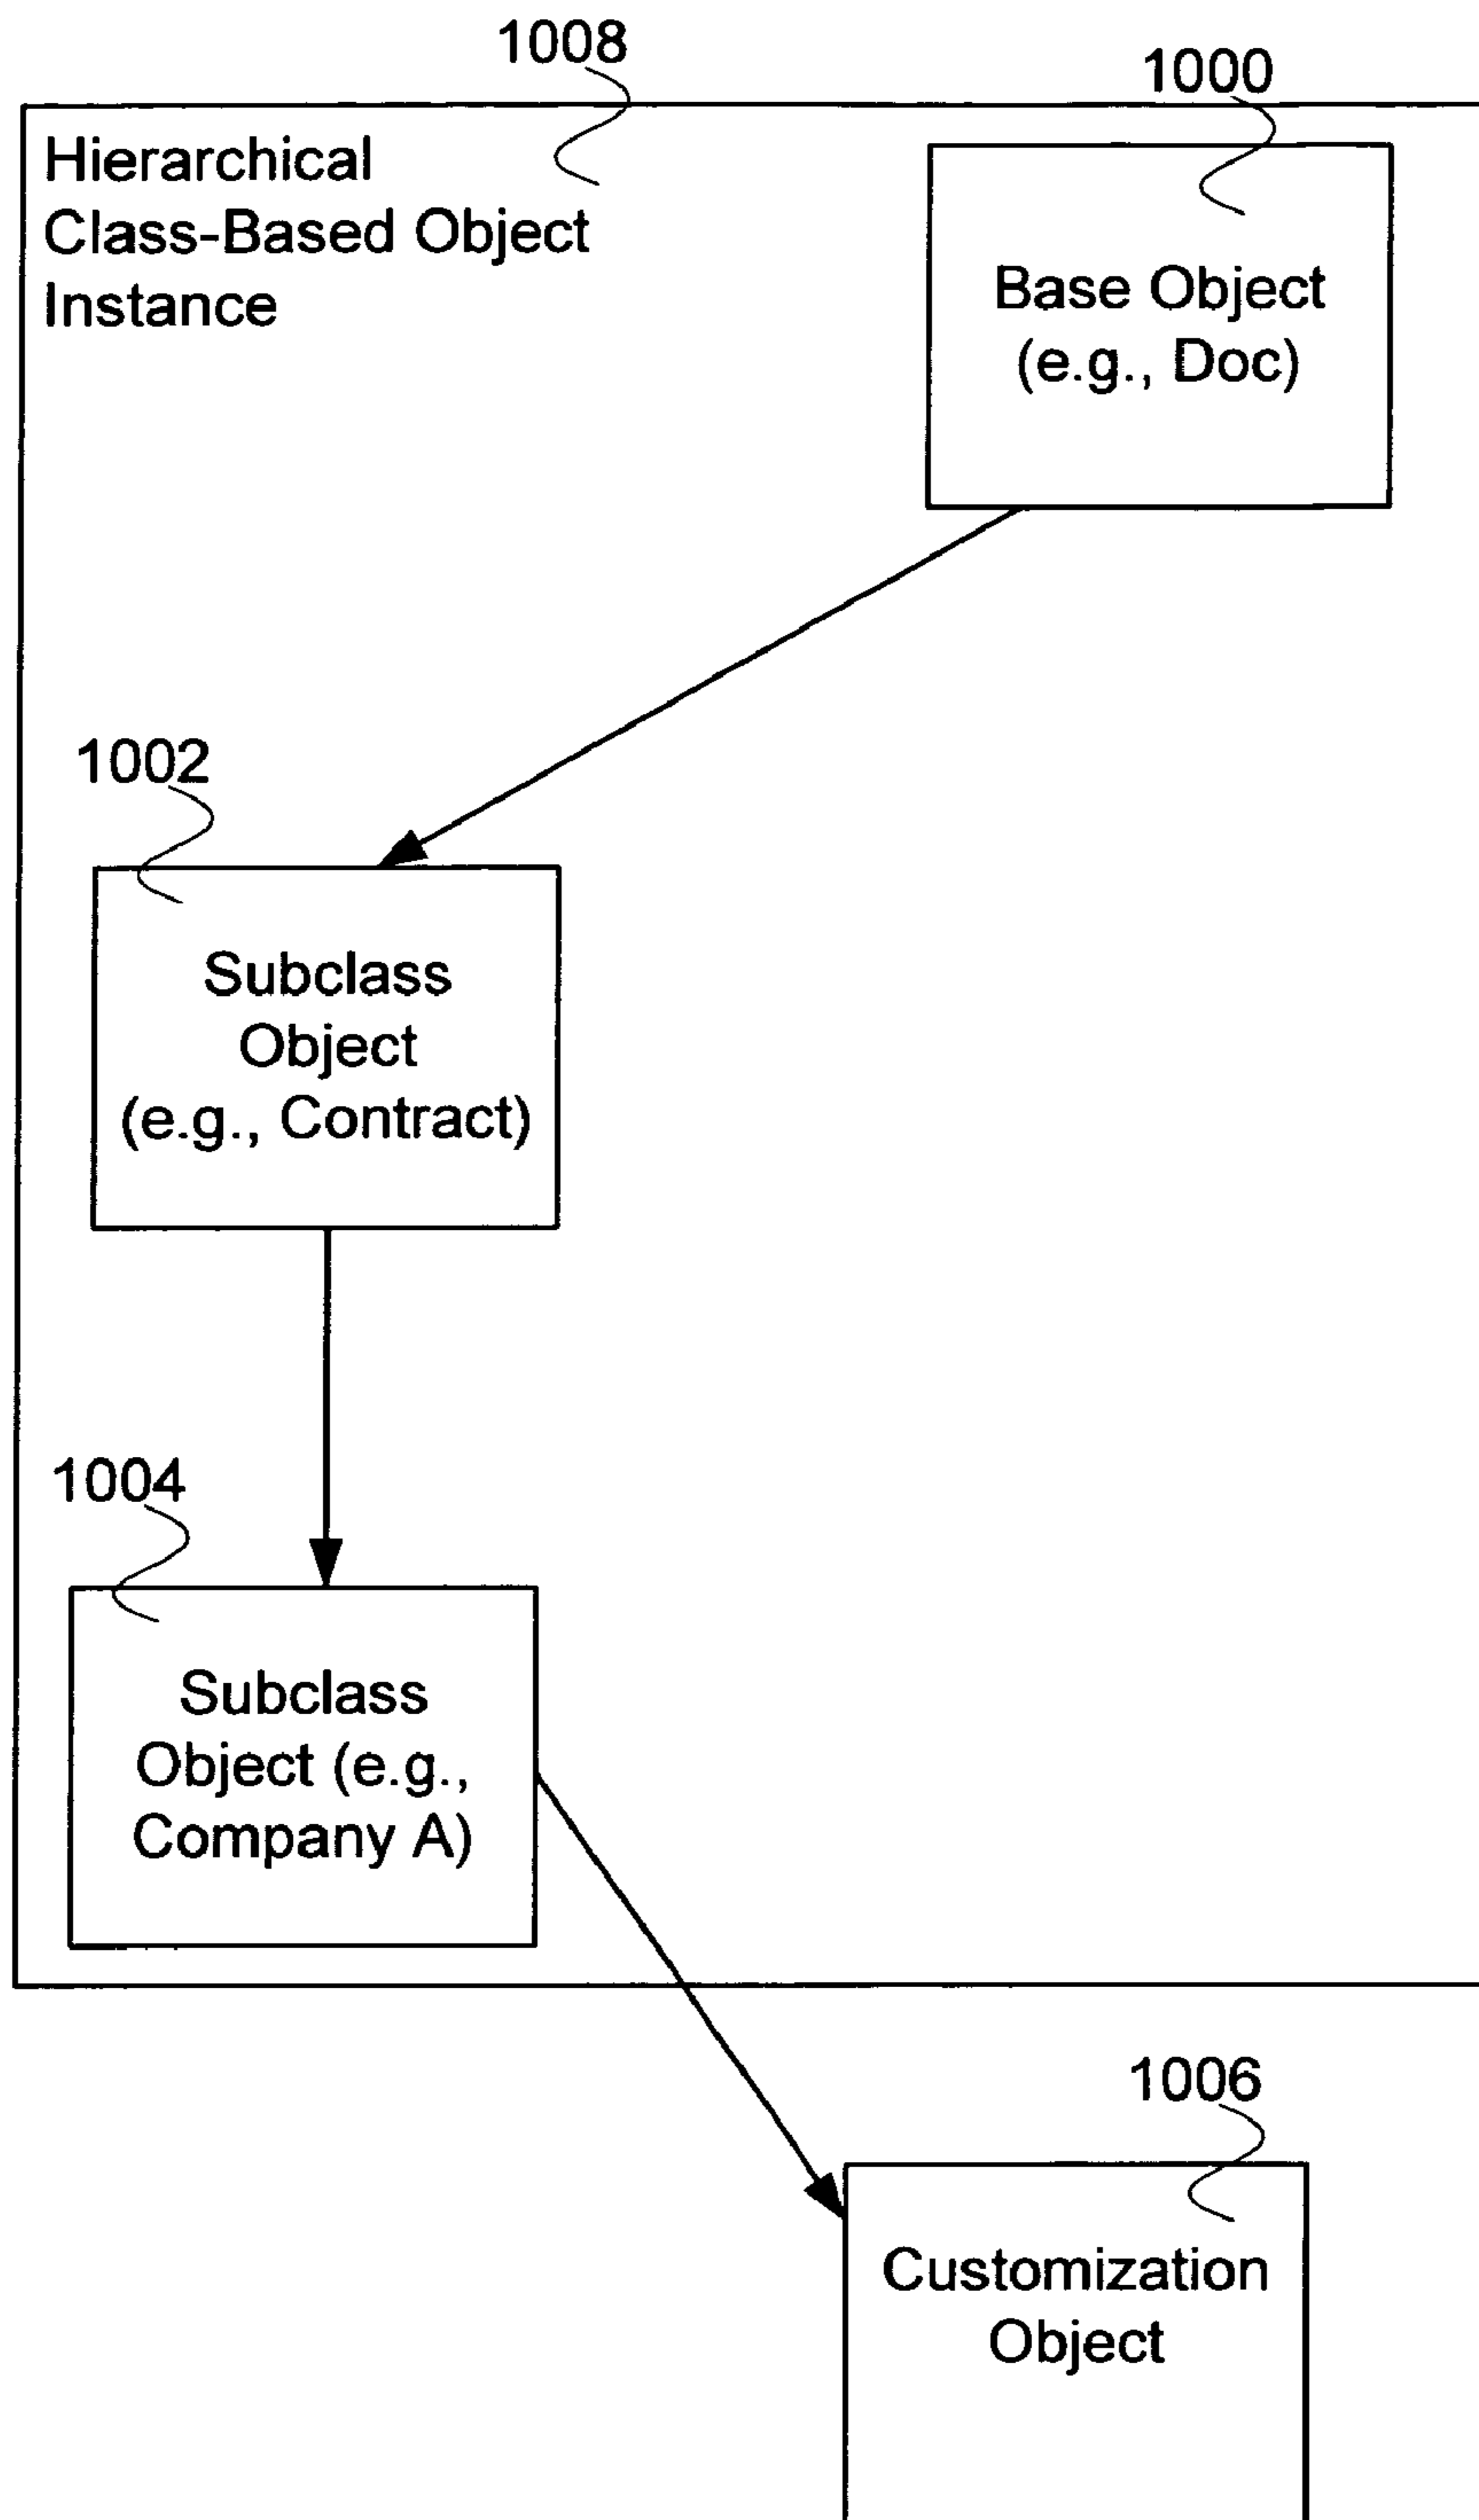 1008
1000
Hierarchical
Class-Based Object
Instance
Base Object
(e.g., Doc)
1002
Subclass
Object
(e.g., Contract)
1004
Subclass
Object (e.g.,
Company A)
1006
Customization
Object